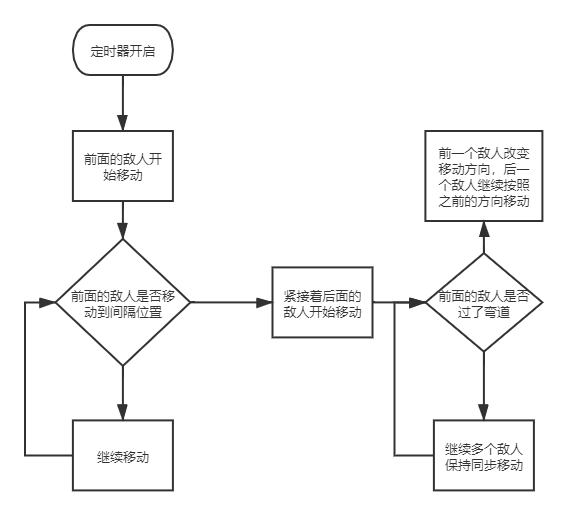 定时器开启
前面的敌人开
始移动
前面的敌人是否移
动到间隔位置
继续移动
紧接着后面的
敌人开始移动
前一个敌人改变
移动方向，后一
个敌人继续按照
之前的方向移动
前面的敌人是否
过了弯道
继续多个敌人
保持同步移动